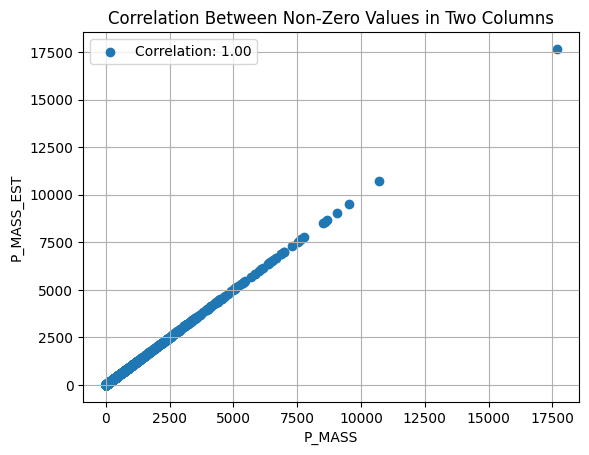 Correlation Between Non-Zero Values in Two Columns
Correlation: 1.00
P_MASS_EST
17500
15000
12500
10000
7500
5000
2500
0
0 2500 5000 7500 10000 12500 15000 17500
P_MASS